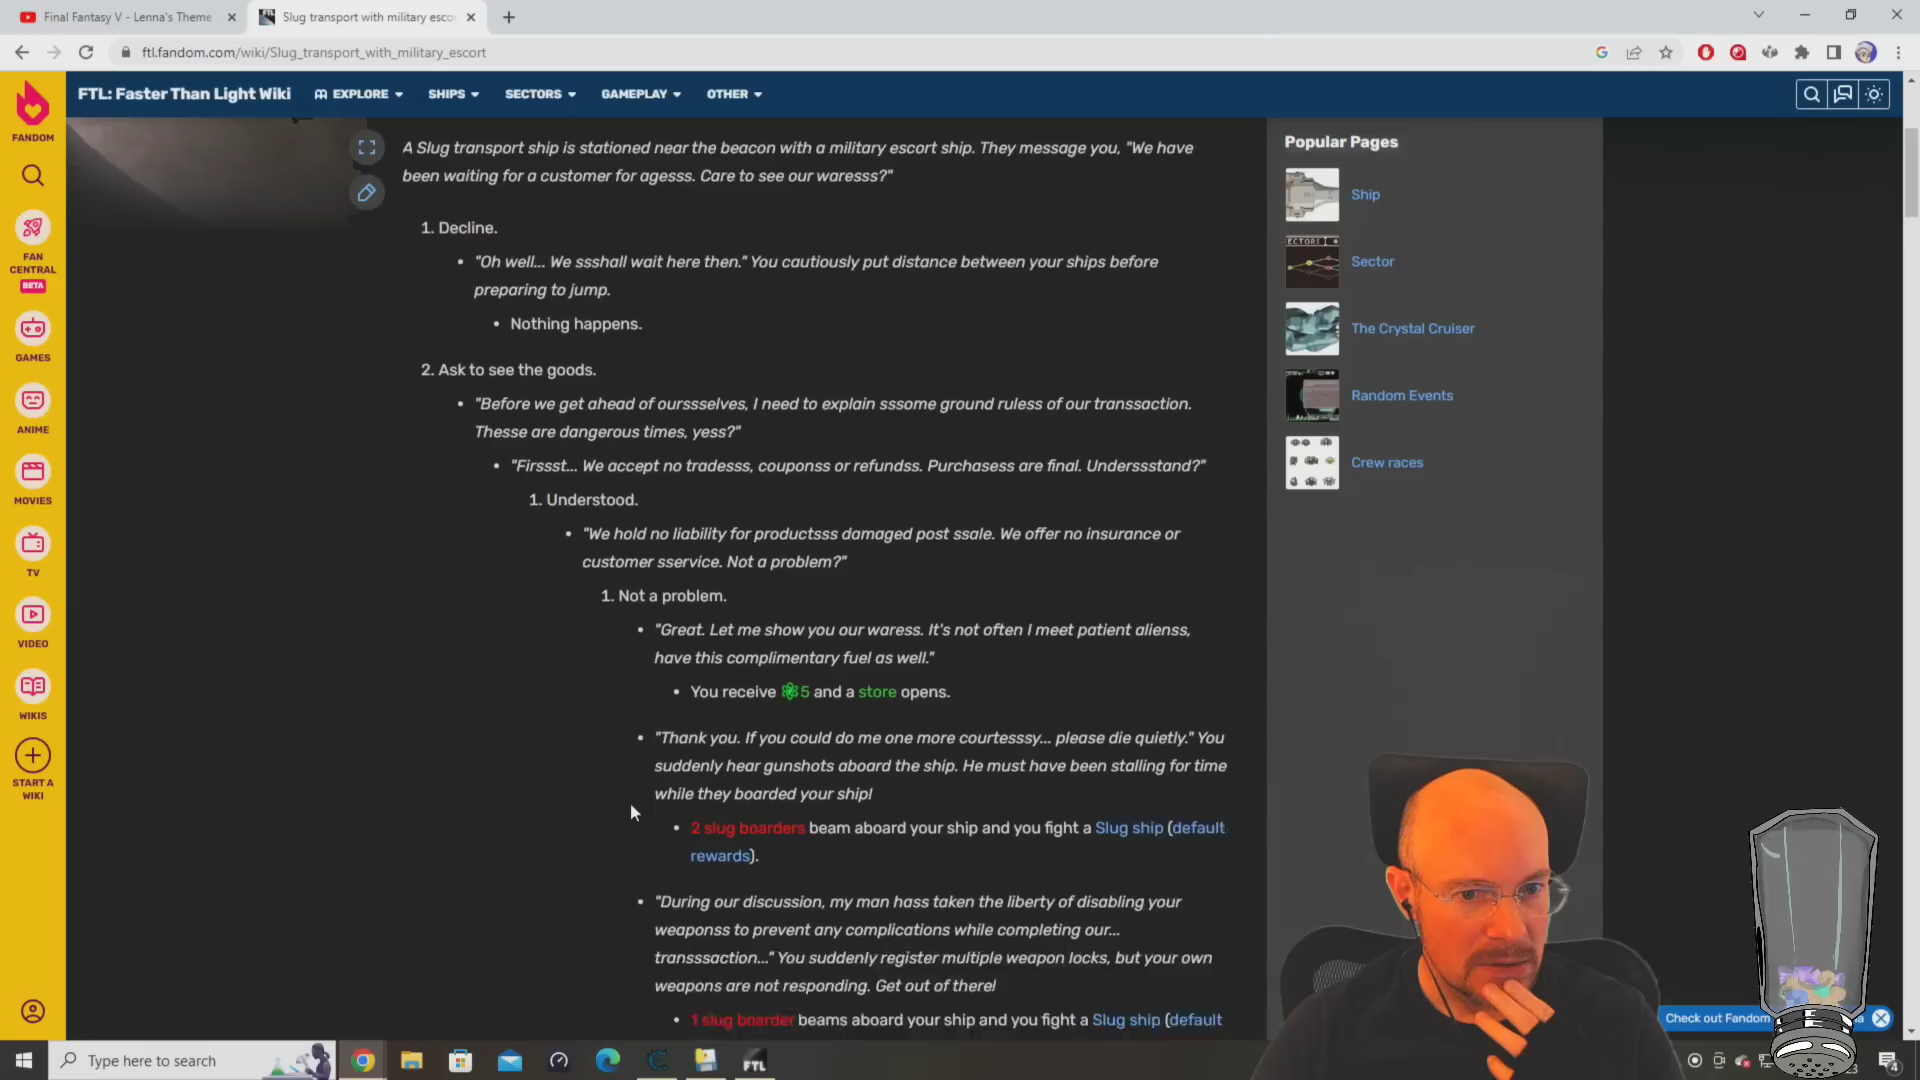 Final Fantasy V - Lenna's Theme
Slug transport with military esco
ftl.fandom.com/wiki/Slug_transport_with_military_escort
FTL: Faster Than Light Wiki
EXPLORE
SHIPS
SECTORS
GAMEPLAY
OTHER
FANDOM
FAN
CENTRAL
BETA
GAMES
ANIME
MOVIES
TV
VIDEO
WIKIS
START A
WIKI
A Slug transport ship is stationed near the beacon with a military escort ship. They message you, "We have
been waiting for a customer for agesss. Care to see our waresss?"
1. Decline.
• "Oh well... We ssshall wait here then." You cautiously put distance between your ships before
preparing to jump.
• Nothing happens.
2. Ask to see the goods.
• "Before we get ahead of ourssselves, I need to explain sssome ground ruless of our transsaction.
Thesse are dangerous times, yess?"
• "Firssst... We accept no tradesss, couponss or refundss. Purchasess are final. Underssstand?"
1. Understood.
• "We hold no liability for productsss damaged post ssale. We offer no insurance or
customer sservice. Not a problem?"
1. Not a problem.
• "Great. Let me show you our waress. It's not often I meet patient alienss,
have this complimentary fuel as well."
• You receive 5 and a store opens.
• "Thank you. If you could do me one more courtesssy... please die quietly." You
suddenly hear gunshots aboard the ship. He must have been stalling for time
while they boarded your ship!
• 2 slug boarders beam aboard your ship and you fight a Slug ship (default
rewards).
• "During our discussion, my man hass taken the liberty of disabling your
weaponss to prevent any complications while completing our...
transssaction..." You suddenly register multiple weapon locks, but your own
weapons are not responding. Get out of there!
• 1 slug boarder beams aboard your ship and you fight a Slug ship (default
Popular Pages
Ship
Sector
The Crystal Cruiser
Random Events
Crew races
Check out Fandom
Type here to search
FTL
4